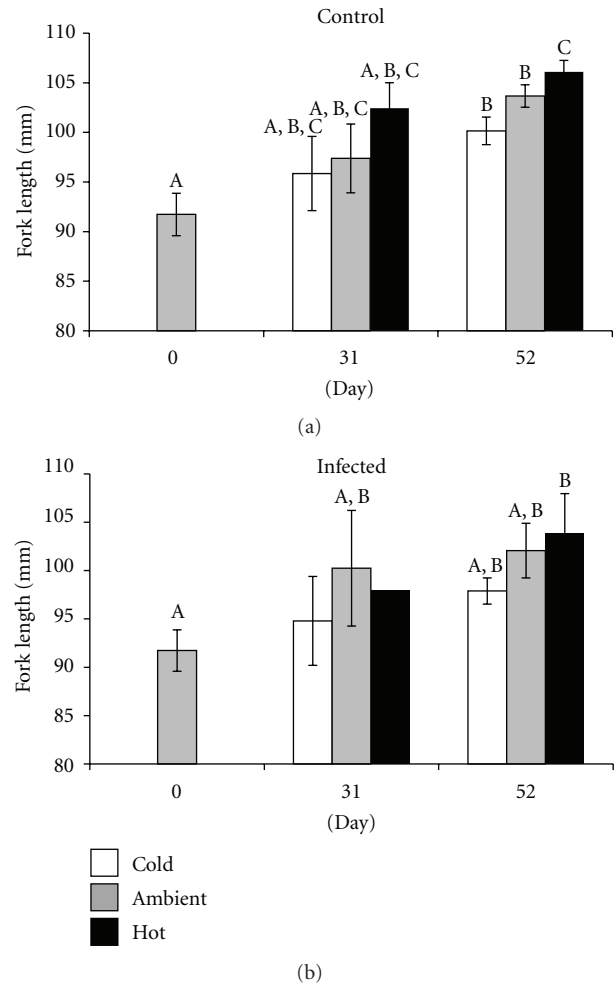 Control
Fork length (mm)
110
105
100
95
90
85
80
A
A, B, C
A, B, C
A, B, C
B
B
C
0
31
52
(Day)
(a)
Infected
Fork length (mm)
110
105
100
95
90
85
80
A
A, B
A, B
A, B
B
0
31
52
(Day)
Cold
Ambient
Hot
(b)